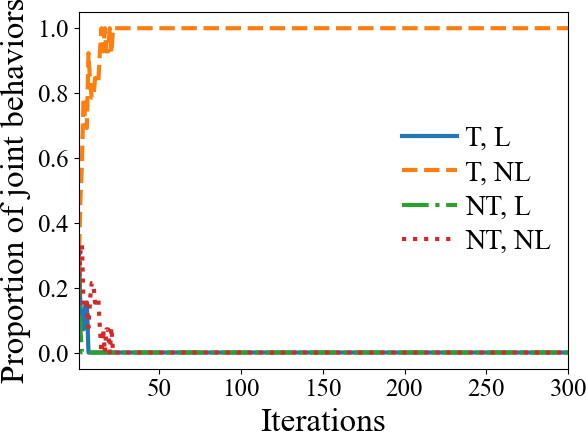 Proportion of joint behaviors
1.0
0.8
0.6
0.4
0.2
0.0
T, L
T, NL
NT, L
NT, NL
50
100
150
200
250
300
Iterations